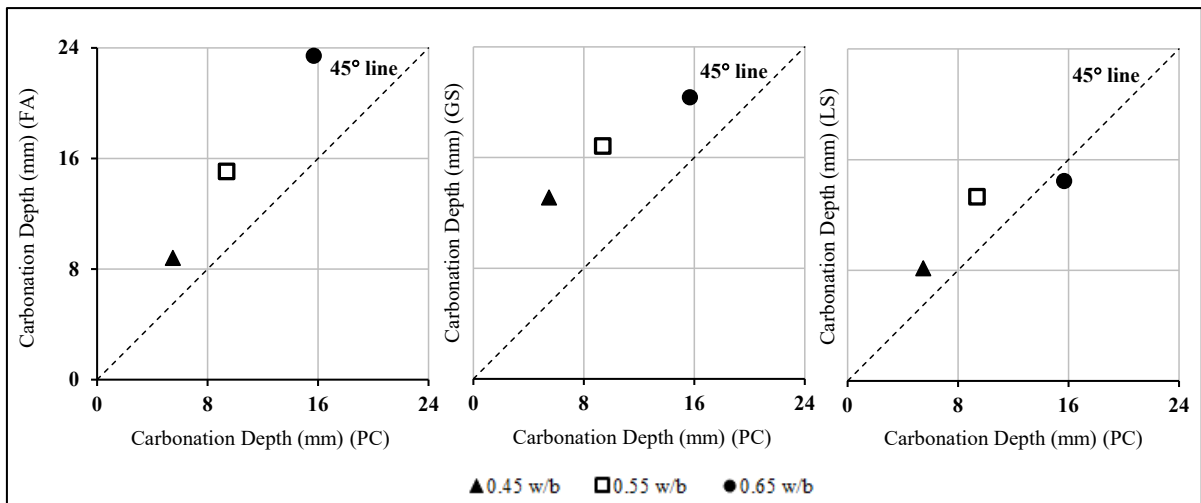 24
16
8
0
Carbonation Depth (mm) (FA)
45° line
0 8 16 24
Carbonation Depth (mm) (PC)
Carbonation Depth (mm) (GS)
45° line
0 8 16 24
Carbonation Depth (mm) (PC)
Carbonation Depth (mm) (LS)
45° line
0 8 16 24
Carbonation Depth (mm) (PC)
0.45 w/b 0.55 w/b 0.65 w/b